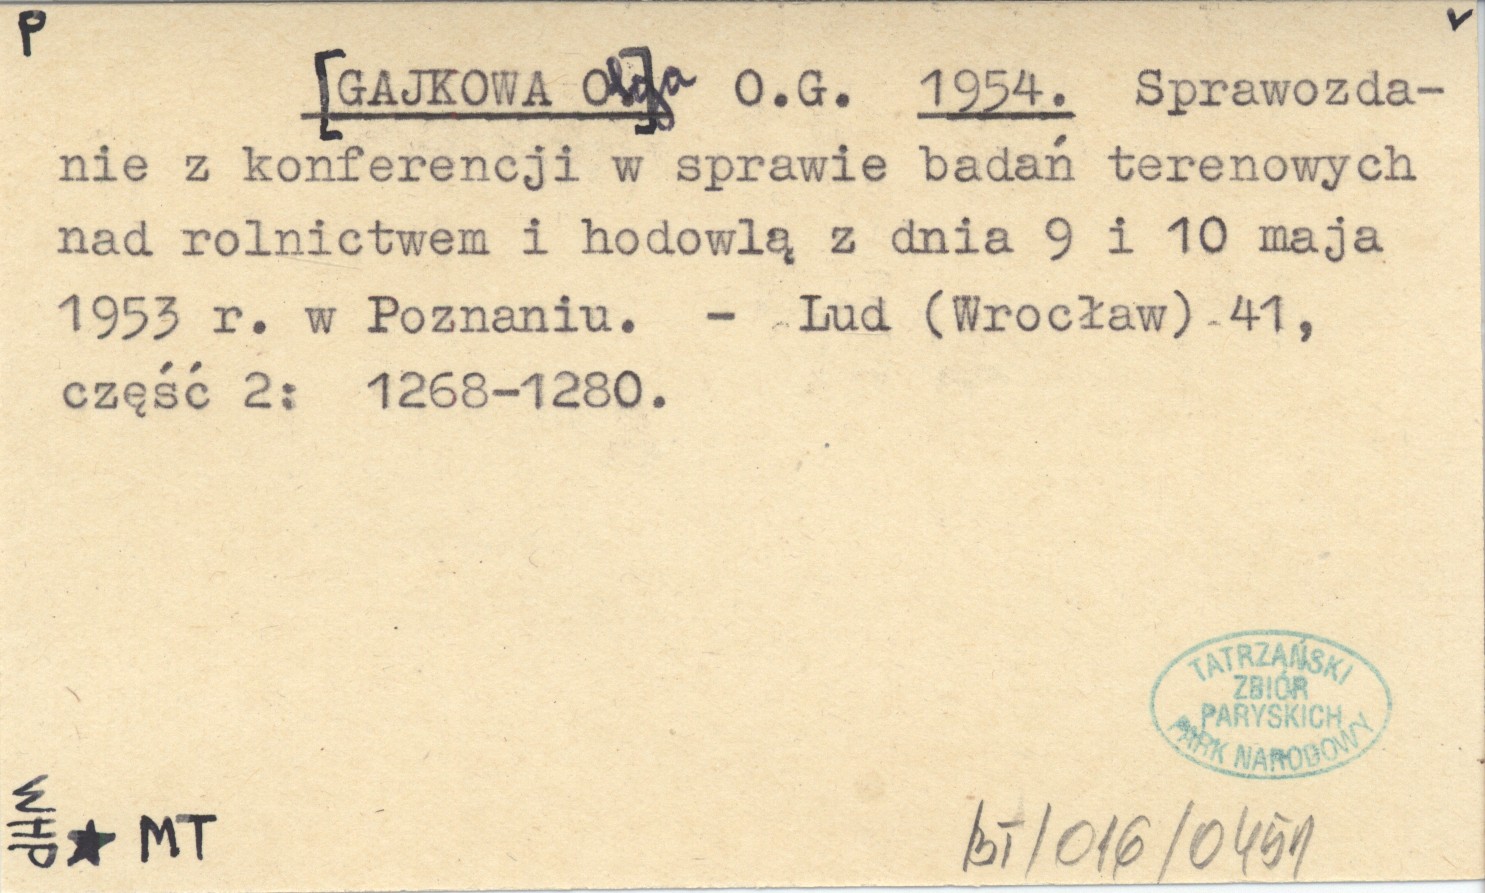 P
v
[GAJKOWA Olga] O.G. 1954. Sprawozda-
nie z konferencji w sprawie badań terenowych
nad rolnictwem i hodowlą z dnia 9 i 10 maja
1953 r. w Poznaniu. - Lud (Wrocław) 41,
część 2: 1268-1280.
TATRZAŃSKI
ZBIÓR
PARYSKICH
PARK NARODOWY
WHP
★ MT
BT/016/0451